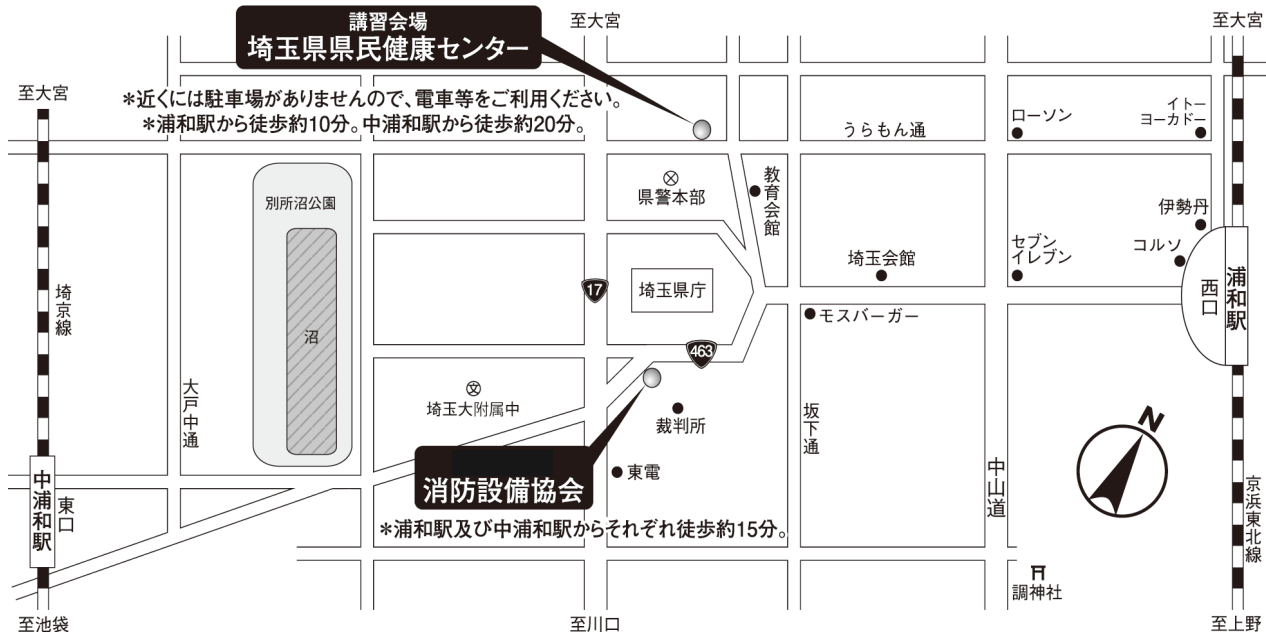 講習会場
埼玉県県民健康センター
至大宮
至大宮
至大宮
＊近くには駐車場がありませんので、電車等をご利用ください。
＊浦和駅から徒歩約10分。中浦和駅から徒歩約20分。
うらもん通
ローソン
イトー
ヨーカドー
県警本部
教育会館
別所沼公園
伊勢丹
コルソ
セブン
イレブン
埼玉会館
埼玉県庁
17
浦和駅
西口
埼京線
沼
モスバーガー
463
大戸中通
文
埼玉大附属中
裁判所
坂下通
N
東電
消防設備協会
＊浦和駅及び中浦和駅からそれぞれ徒歩約15分。
中浦和駅
東口
中山道
京浜東北線
調神社
至池袋
至川口
至上野